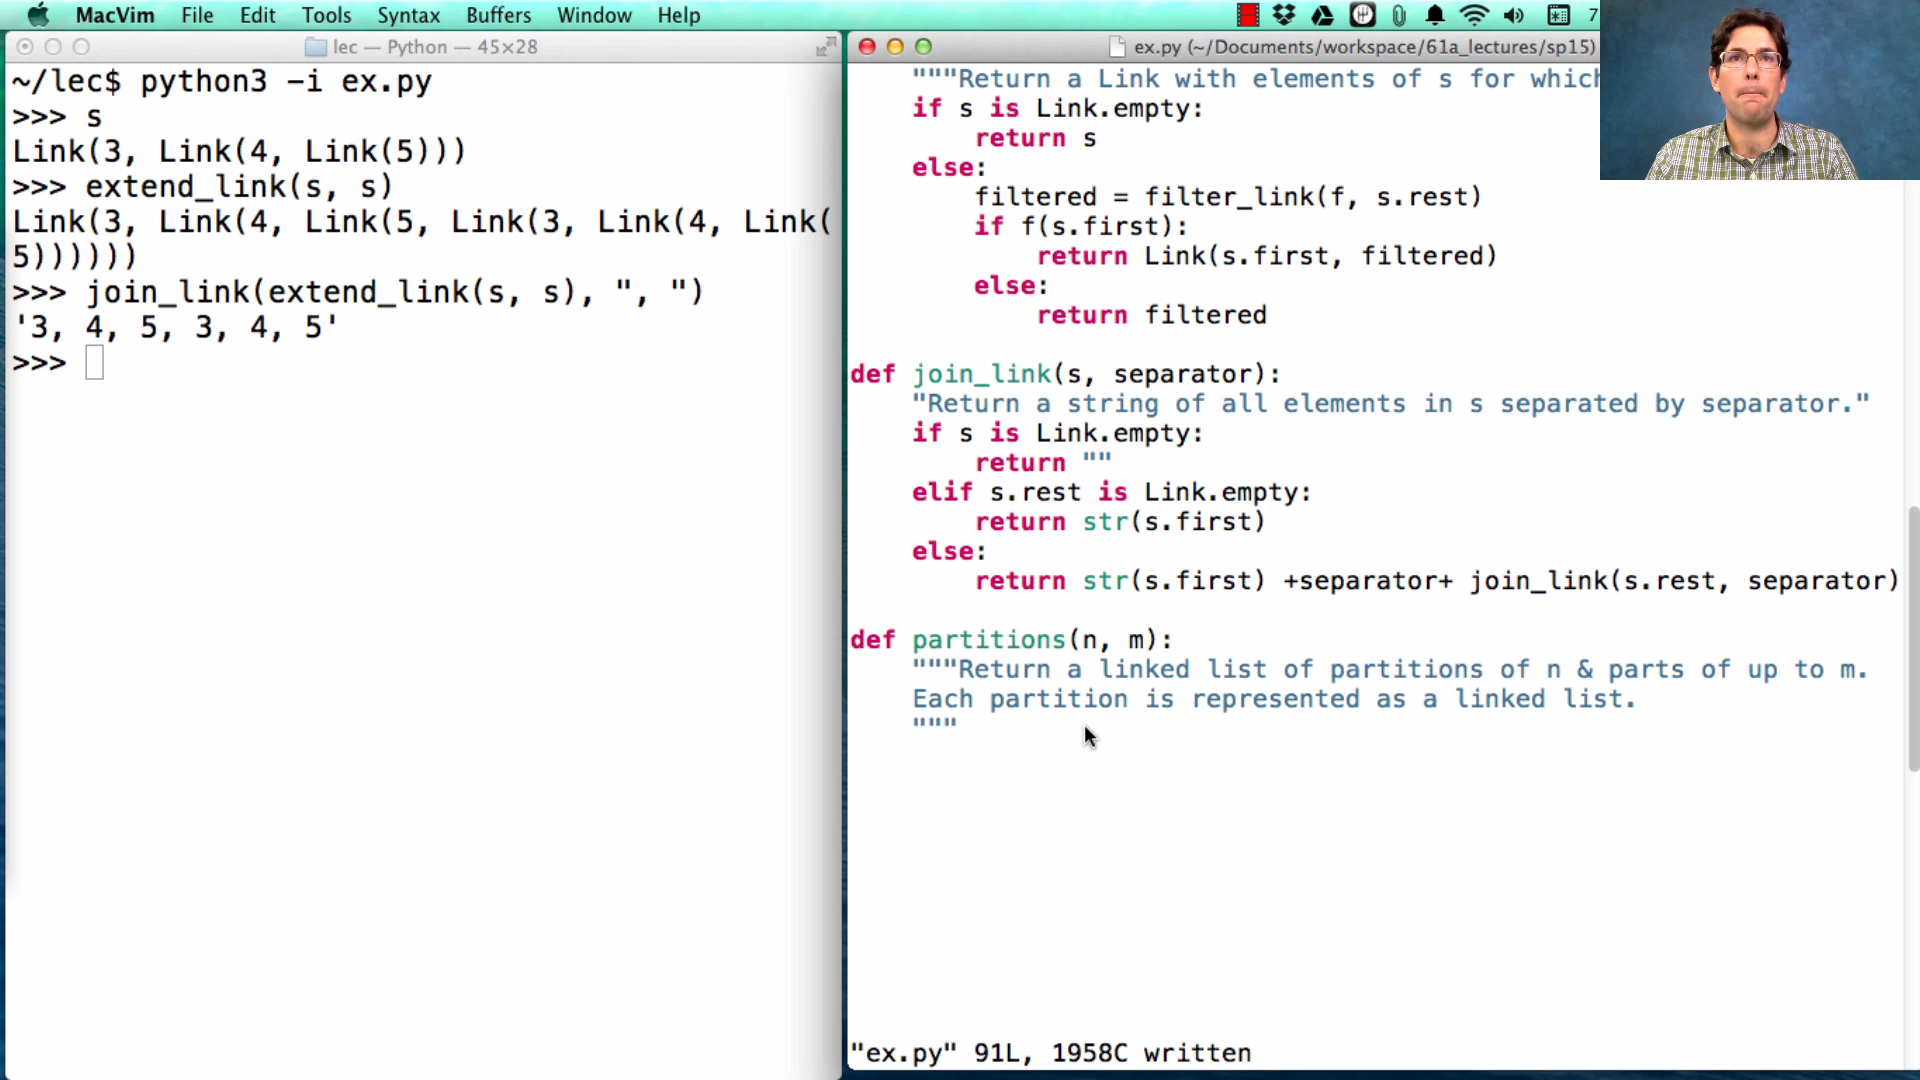 MacVim File Edit Tools Syntax Buffers Window Help 7
lec — Python — 45×28
~/lec$ python3 -i ex.py
>>> s
Link(3, Link(4, Link(5)))
>>> extend_link(s, s)
Link(3, Link(4, Link(5, Link(3, Link(4, Link(
5))))))
>>> join_link(extend_link(s, s), ", ")
'3, 4, 5, 3, 4, 5'
>>>
ex.py (~/Documents/workspace/61a_lectures/sp15)
"""Return a Link with elements of s for which
if s is Link.empty:
return s
else:
filtered = filter_link(f, s.rest)
if f(s.first):
return Link(s.first, filtered)
else:
return filtered
def join_link(s, separator):
"Return a string of all elements in s separated by separator."
if s is Link.empty:
return ""
elif s.rest is Link.empty:
return str(s.first)
else:
return str(s.first) +separator+ join_link(s.rest, separator)
def partitions(n, m):
"""Return a linked list of partitions of n & parts of up to m.
Each partition is represented as a linked list.
"""
"ex.py" 91L, 1958C written